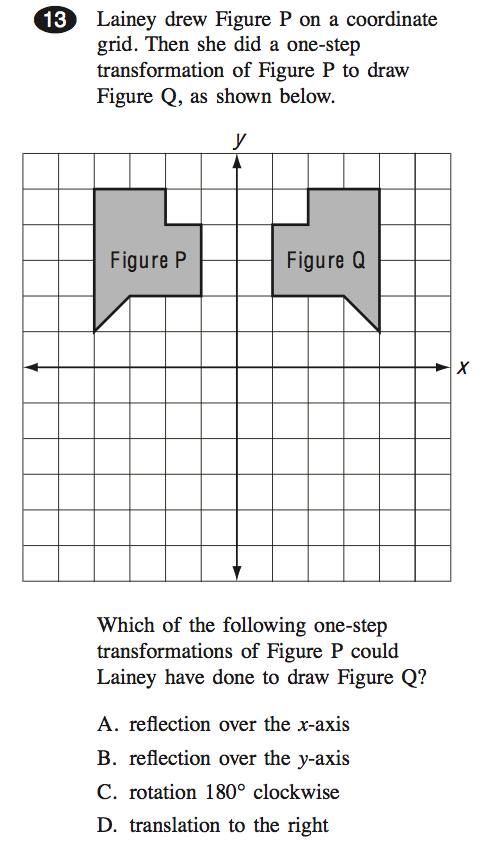 13 Lainey drew Figure P on a coordinate
grid. Then she did a one-step
transformation of Figure P to draw
Figure Q, as shown below.
y
Figure P Figure Q
x
Which of the following one-step
transformations of Figure P could
Lainey have done to draw Figure Q?
A. reflection over the x-axis
B. reflection over the y-axis
C. rotation 180° clockwise
D. translation to the right